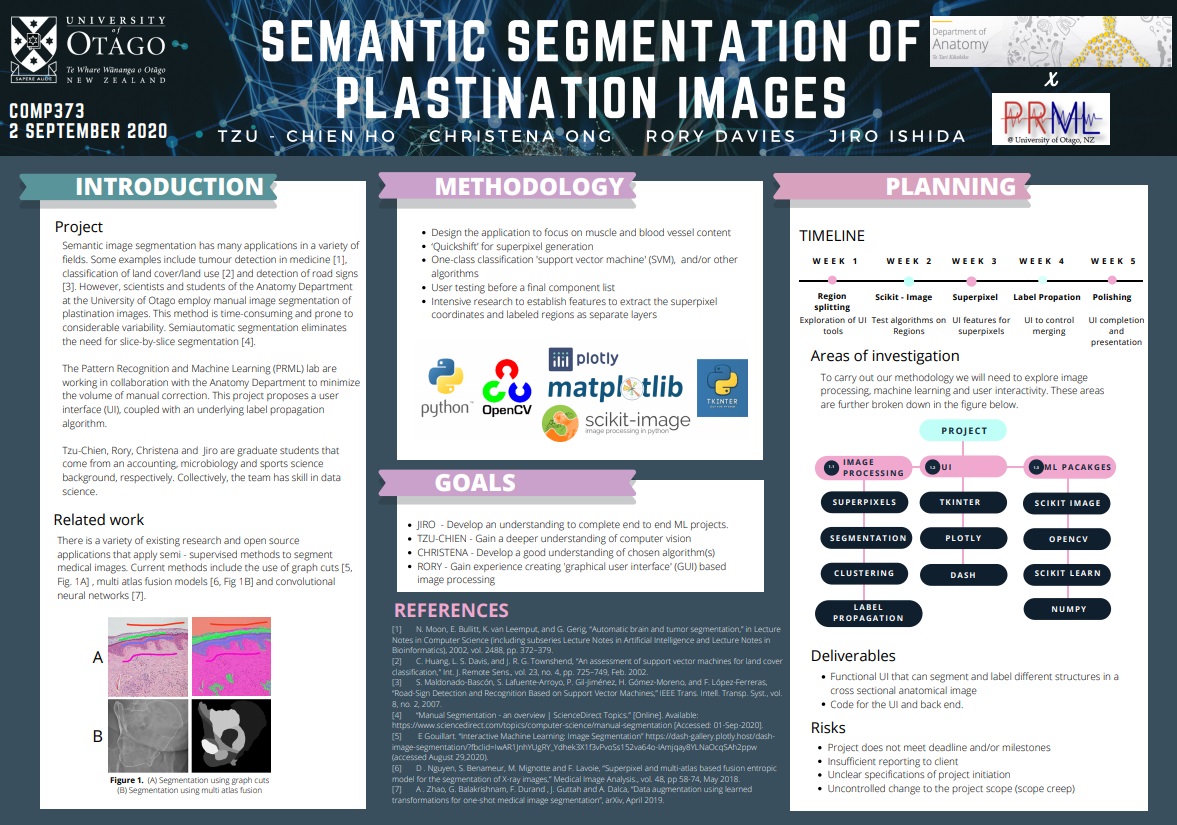 UNIVERSITY
of
OTAGO
Te Whare Wānanga o Otāgo
NEW ZEALAND
SAPERE AUDE
COMP373
2 SEPTEMBER 2020
SEMANTIC SEGMENTATION OF
PLASTINATION IMAGES
TZU - CHIEN HO CHRISTENA ONG RORY DAVIES JIRO ISHIDA
Department of
Anatomy
X
PRML
@ University of Otago, NZ
INTRODUCTION
Project
Semantic image segmentation has many applications in a variety of
fields. Some examples include tumour detection in medicine [1],
classification of land cover/land use [2] and detection of road signs
[3]. However, scientists and students of the Anatomy Department
at the University of Otago employ manual image segmentation of
plastination images. This method is time-consuming and prone to
considerable variability. Semiautomatic segmentation eliminates
the need for slice-by-slice segmentation [4].
The Pattern Recognition and Machine Learning (PRML) lab are
working in collaboration with the Anatomy Department to minimize
the volume of manual correction. This project proposes a user
interface (UI), coupled with an underlying label propagation
algorithm.
Tzu-Chien, Rory, Christena and Jiro are graduate students that
come from an accounting, microbiology and sports science
background, respectively. Collectively, the team has skill in data
science.
Related work
There is a variety of existing research and open source
applications that apply semi - supervised methods to segment
medical images. Current methods include the use of graph cuts [5,
Fig. 1A] , multi atlas fusion models [6, Fig 1B] and convolutional
neural networks [7].
A
B
Figure 1. (A) Segmentation using graph cuts
(B) Segmentation using multi atlas fusion
METHODOLOGY
• Design the application to focus on muscle and blood vessel content
• 'Quickshift' for superpixel generation
• One-class classification 'support vector machine' (SVM), and/or other
algorithms
• User testing before a final component list
• Intensive research to establish features to extract the superpixel
coordinates and labeled regions as separate layers
python™
OpenCV
plotly
matplotlib
scikit-image
image processing in python
TKINTER
GOALS
• JIRO - Develop an understanding to complete end to end ML projects.
• TZU-CHIEN - Gain a deeper understanding of computer vision
• CHRISTENA - Develop a good understanding of chosen algorithm(s)
• RORY - Gain experience creating 'graphical user interface' (GUI) based
image processing
REFERENCES
[1] N. Moon, E. Bullitt, K. van Leemput, and G. Gerig, "Automatic brain and tumor segmentation," in Lecture
Notes in Computer Science (including subseries Lecture Notes in Artificial Intelligence and Lecture Notes in
Bioinformatics), 2002, vol. 2488, pp. 372–379.
[2] C. Huang, L. S. Davis, and J. R. G. Townshend, "An assessment of support vector machines for land cover
classification," Int. J. Remote Sens., vol. 23, no. 4, pp. 725–749, Feb. 2002.
[3] S. Maldonado-Bascón, S. Lafuente-Arroyo, P. Gil-Jiménez, H. Gómez-Moreno, and F. López-Ferreras,
"Road-Sign Detection and Recognition Based on Support Vector Machines," IEEE Trans. Intell. Transp. Syst., vol.
8, no. 2, 2007.
[4] "Manual Segmentation - an overview | ScienceDirect Topics." [Online]. Available:
https://www.sciencedirect.com/topics/computer-science/manual-segmentation [Accessed: 01-Sep-2020].
[5] E Gouillart. "Interactive Machine Learning: Image Segmentation" https://dash-gallery.plotly.host/dash-
(accessed August 29,2020).
[6] D . Nguyen, S. Benameur, M. Mignotte and F. Lavoie, "Superpixel and multi-atlas based fusion entropic
model for the segmentation of X-ray images," Medical Image Analysis., vol. 48, pp 58-74, May 2018.
[7] A . Zhao, G. Balakrishnam, F. Durand , J. Guttah and A. Dalca, "Data augmentation using learned
transformations for one-shot medical image segmentation", arXiv, April 2019.
PLANNING
TIMELINE
WEEK 1 WEEK 2 WEEK 3 WEEK 4 WEEK 5
Region
splitting
Exploration of UI
tools
Scikit - Image
Test algorithms on
Regions
Superpixel
UI features for
superpixels
Label Propation
UI to control
merging
Polishing
UI completion
and
presentation
Areas of investigation
To carry out our methodology we will need to explore image
processing, machine learning and user interactivity. These areas
are further broken down in the figure below.
PROJECT
1.1 IMAGE
PROCESSING
SUPERPIXELS
SEGMENTATION
CLUSTERING
LABEL
PROPAGATION
1.2 UI
TKINTER
PLOTLY
DASH
1.3 ML PACAKGES
SCIKIT IMAGE
OPENCV
SCIKIT LEARN
NUMPY
Deliverables
• Functional UI that can segment and label different structures in a
cross sectional anatomical image
• Code for the UI and back end.
Risks
• Project does not meet deadline and/or milestones
• Insufficient reporting to client
• Unclear specifications of project initiation
• Uncontrolled change to the project scope (scope creep)